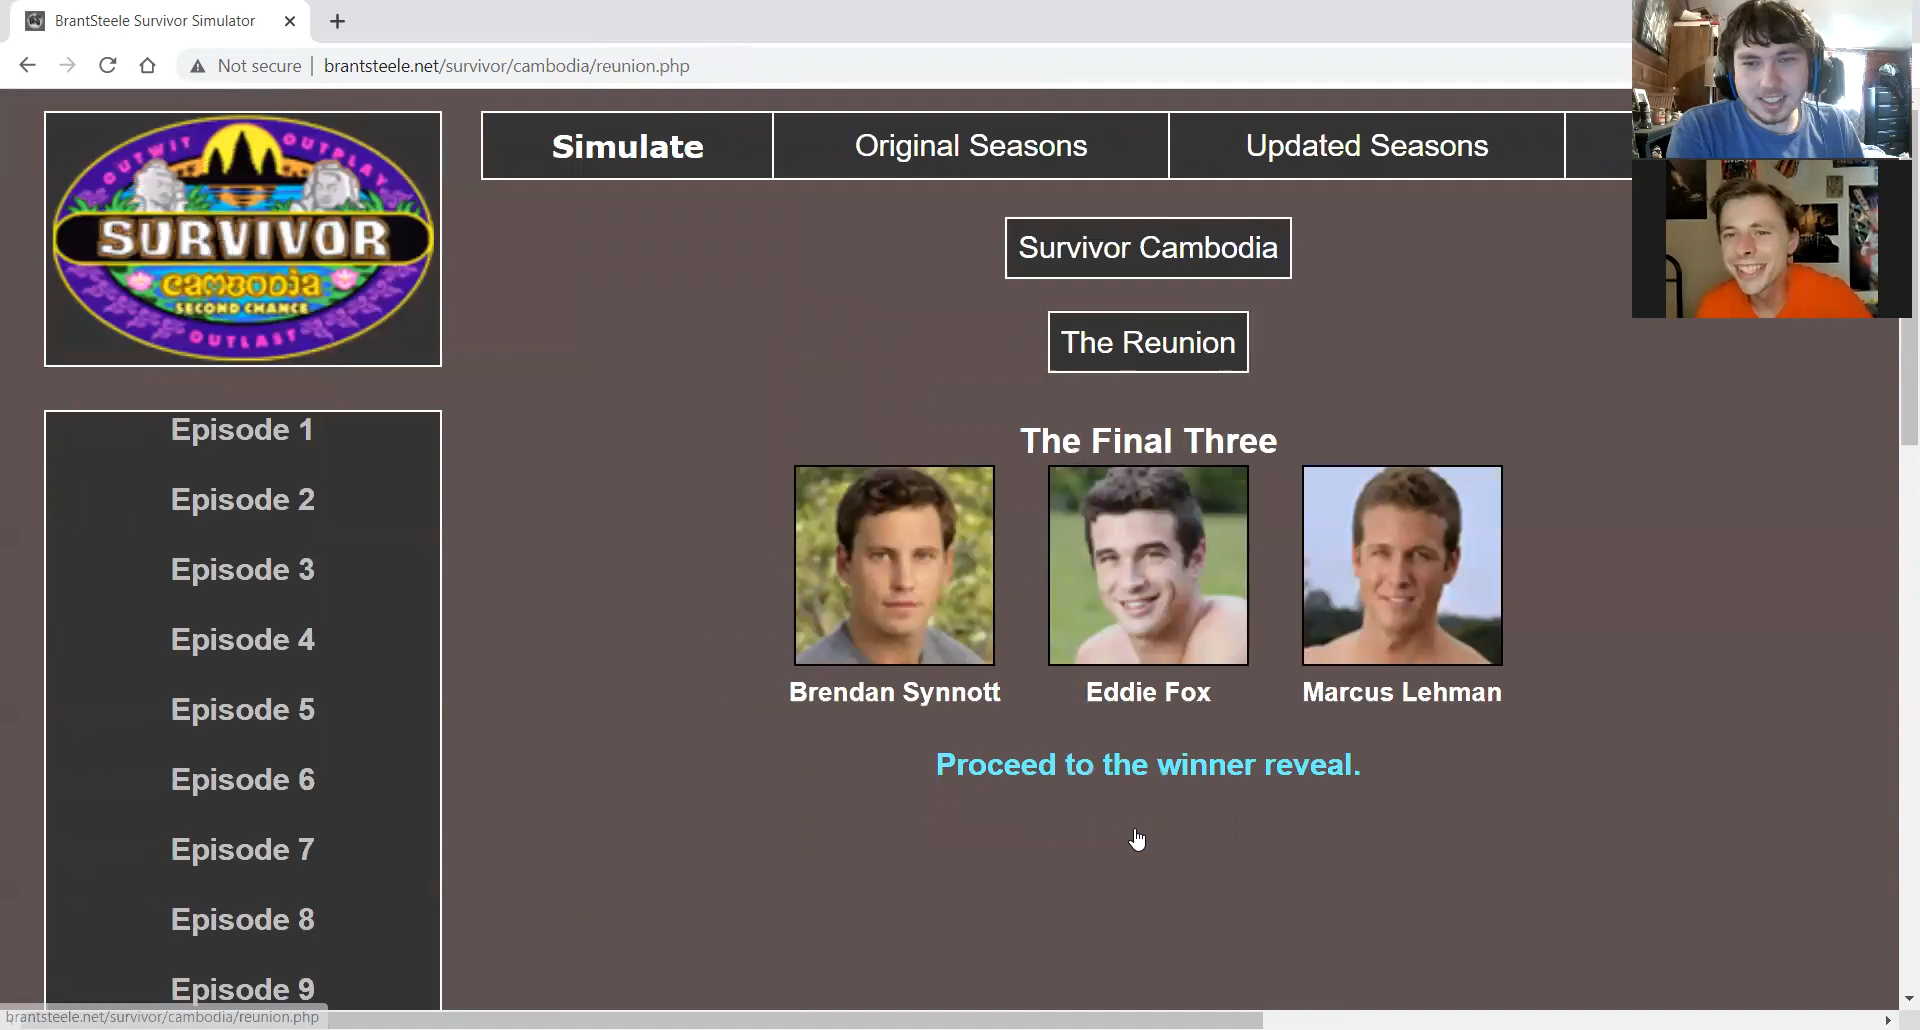 BrantSteele Survivor Simulator
Not secure
brantsteele.net/survivor/cambodia/reunion.php
OUTWIT OUTPLAY
SURVIVOR
CAMBODIA
SECOND CHANCE
OUTLAST
Simulate
Original Seasons
Updated Seasons
Survivor Cambodia
The Reunion
The Final Three
Brendan Synnott
Eddie Fox
Marcus Lehman
Proceed to the winner reveal.
Episode 1
Episode 2
Episode 3
Episode 4
Episode 5
Episode 6
Episode 7
Episode 8
Episode 9
brantsteele.net/survivor/cambodia/reunion.php